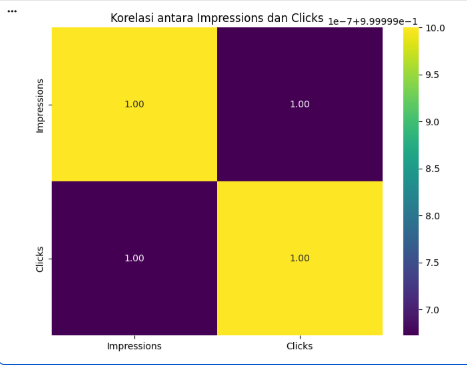 ...
Korelasi antara Impressions dan Clicks
1e−7+9.99999e−1
10.0
Impressions
1.00
1.00
9.5
9.0
8.5
8.0
Clicks
1.00
1.00
7.5
7.0
Impressions
Clicks